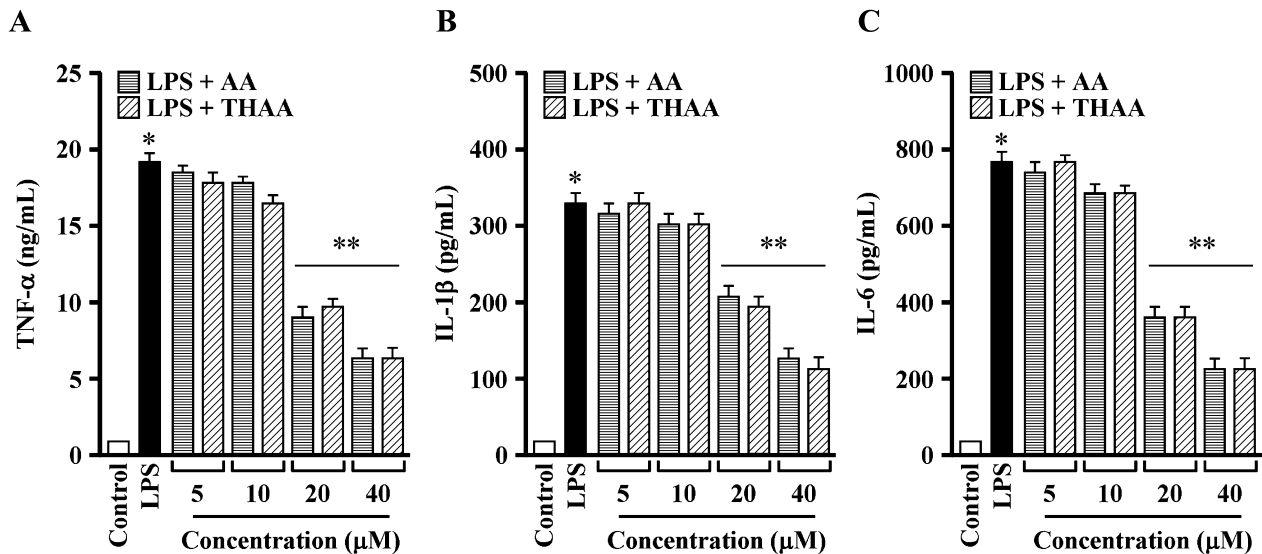 A
TNF-α (ng/mL)
25
20
15
10
5
0
LPS + AA
LPS + THAA
*
**
Control
LPS
5 10 20 40
Concentration (μM)
B
IL-1β (pg/mL)
500
400
300
200
100
0
LPS + AA
LPS + THAA
*
**
Control
LPS
5 10 20 40
Concentration (μM)
C
IL-6 (pg/mL)
1000
800
600
400
200
0
LPS + AA
LPS + THAA
*
**
Control
LPS
5 10 20 40
Concentration (μM)